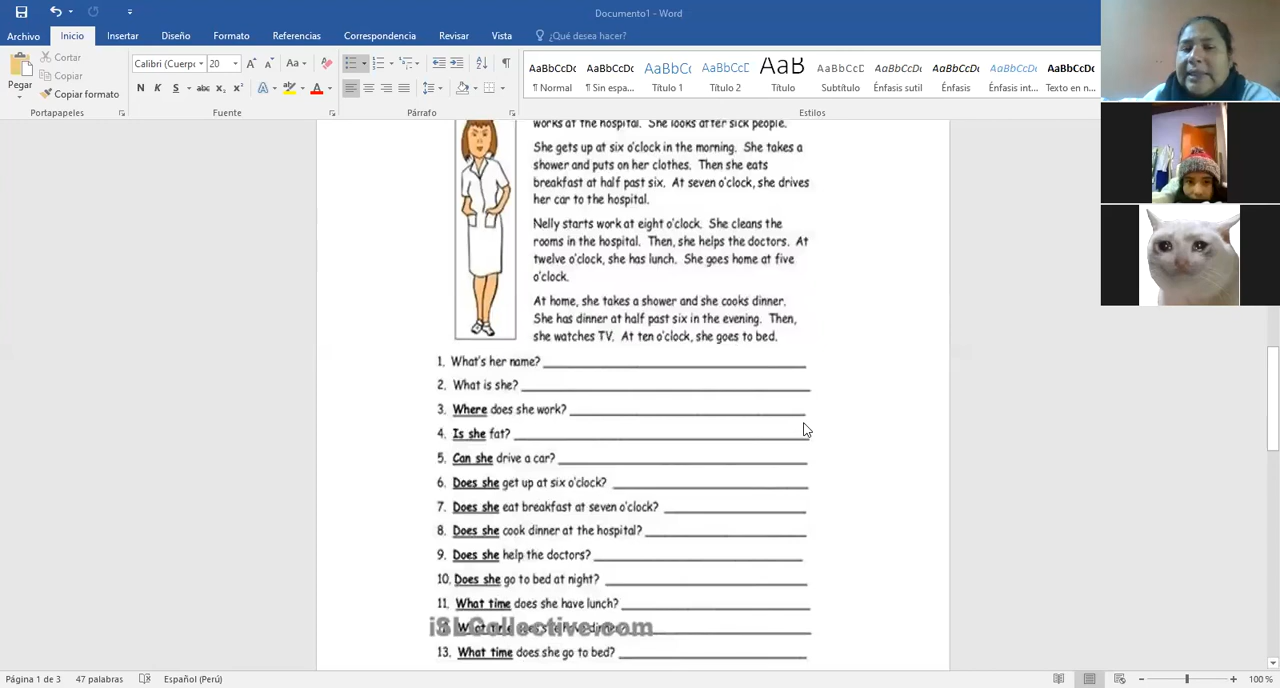 Documento1 - Word
Archivo Inicio Insertar Diseño Formato Referencias Correspondencia Revisar Vista ¿Qué desea hacer?
Cortar
Copiar
Copiar formato
Pegar
Portapapeles
Calibri (Cuerp 20
A A Aa
N K S abc x₂ x²
Fuente
Párrafo
AaBbCcDc AaBbCcDc AaBbCc AaBbCcD AaB AaBbCcD AaBbCcDc AaBbCcDc AaBbCcDc AaBbCcDc
¶ Normal ¶ Sin espa... Título 1 Título 2 Título Subtítulo Énfasis sutil Énfasis Énfasis int... Texto en n...
Estilos
works at the hospital. She looks after sick people.
She gets up at six o'clock in the morning. She takes a
shower and puts on her clothes. Then she eats
breakfast at half past six. At seven o'clock, she drives
her car to the hospital.
Nelly starts work at eight o'clock. She cleans the
rooms in the hospital. Then, she helps the doctors. At
twelve o'clock, she has lunch. She goes home at five
o'clock.
At home, she takes a shower and she cooks dinner.
She has dinner at half past six in the evening. Then,
she watches TV. At ten o'clock, she goes to bed.
1. What's her name?
2. What is she?
3. Where does she work?
4. Is she fat?
5. Can she drive a car?
6. Does she get up at six o'clock?
7. Does she eat breakfast at seven o'clock?
8. Does she cook dinner at the hospital?
9. Does she help the doctors?
10. Does she go to bed at night?
11. What time does she have lunch?
What time does she have dinner?
iSLCollective.com
13. What time does she go to bed?
Página 1 de 3 47 palabras Español (Perú) 100 %